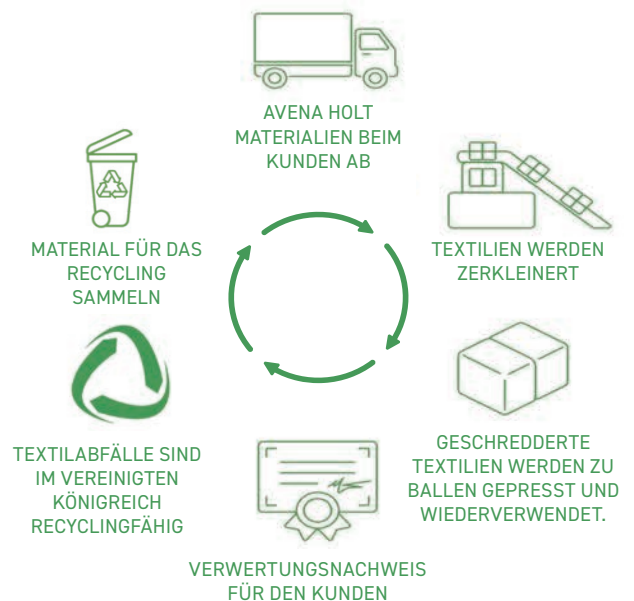 AVENA HOLT
MATERIALIEN BEIM
KUNDEN AB
TEXTILIEN WERDEN
ZERKLEINERT
GESCHREDDERTE
TEXTILIEN WERDEN ZU
BALLEN GEPRESST UND
WIEDERVERWENDET.
VERWERTUNGSNACHWEIS
FÜR DEN KUNDEN
TEXTILABFÄLLE SIND
IM VEREINIGTEN
KÖNIGREICH
RECYCLINGFÄHIG
MATERIAL FÜR DAS
RECYCLING
SAMMELN